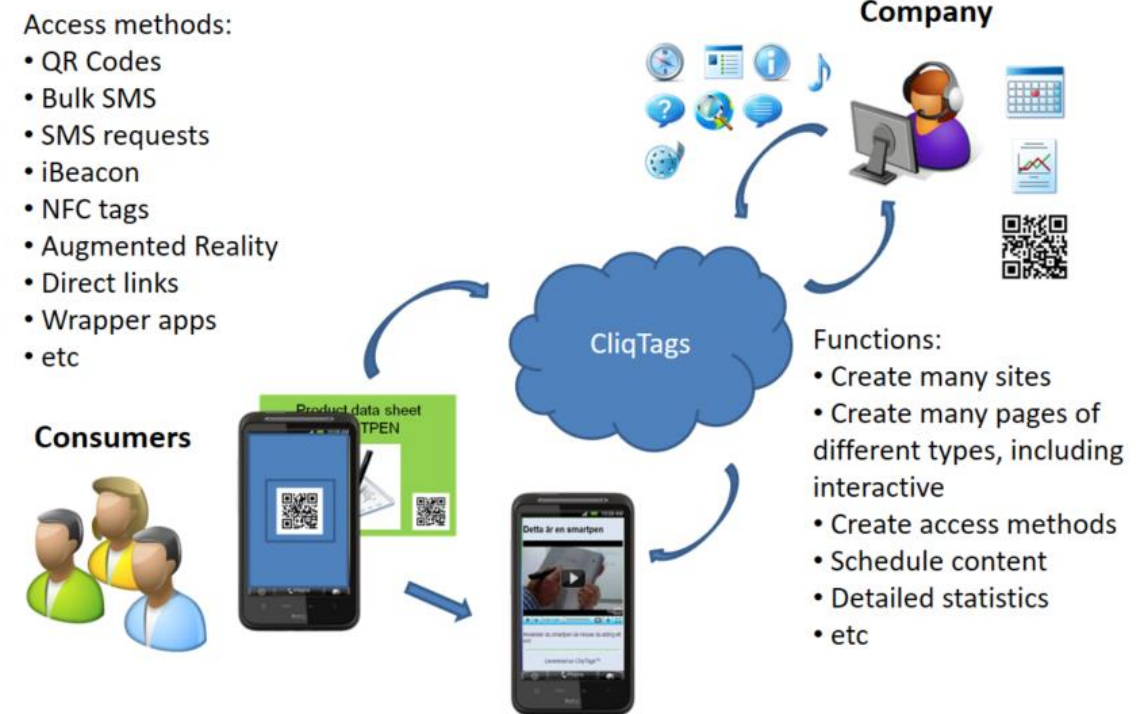 Access methods:
• QR Codes
• Bulk SMS
• SMS requests
• iBeacon
• NFC tags
• Augmented Reality
• Direct links
• Wrapper apps
• etc
Company
CliqTags
Functions:
• Create many sites
• Create many pages of
different types, including
interactive
• Create access methods
• Schedule content
• Detailed statistics
• etc
Consumers
Product data sheet
TPEN
Detta är en smartpen